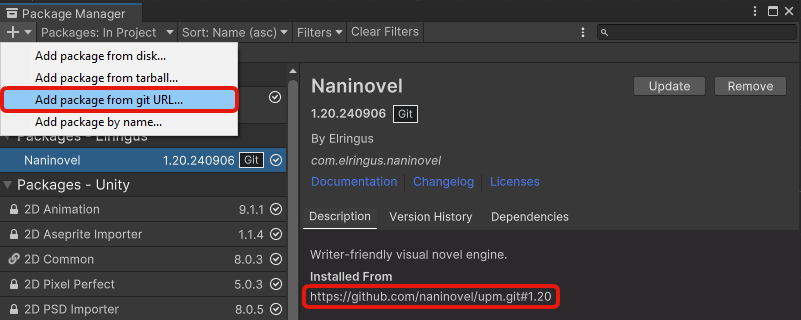 Package Manager
Packages: In Project Sort: Name (asc) Filters Clear Filters
Add package from disk...
Add package from tarball...
Add package from git URL...
Add package by name...
Naninovel 1.20.240906 Git
Packages - Unity
2D Animation 9.1.1
2D Aseprite Importer 1.1.4
2D Common 8.0.3
2D Pixel Perfect 5.0.3
2D PSD Importer 8.0.5
Naninovel Update Remove
1.20.240906 Git
By Elringus
com.elringus.naninovel
Documentation Changelog Licenses
Description Version History Dependencies
Writer-friendly visual novel engine.
Installed From
https://github.com/naninovel/upm.git#1.20